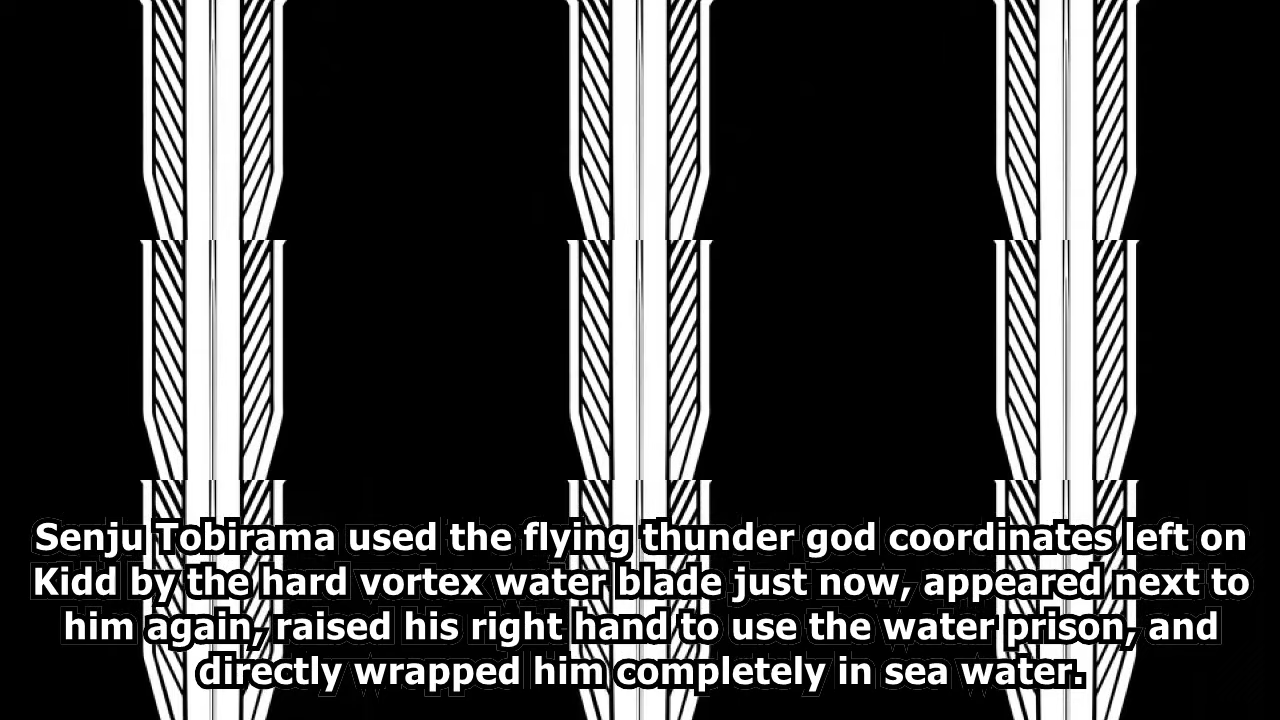 Senju Tobirama used the flying thunder god coordinates left on
Kidd by the hard vortex water blade just now, appeared next to
him again, raised his right hand to use the water prison, and
directly wrapped him completely in sea water.